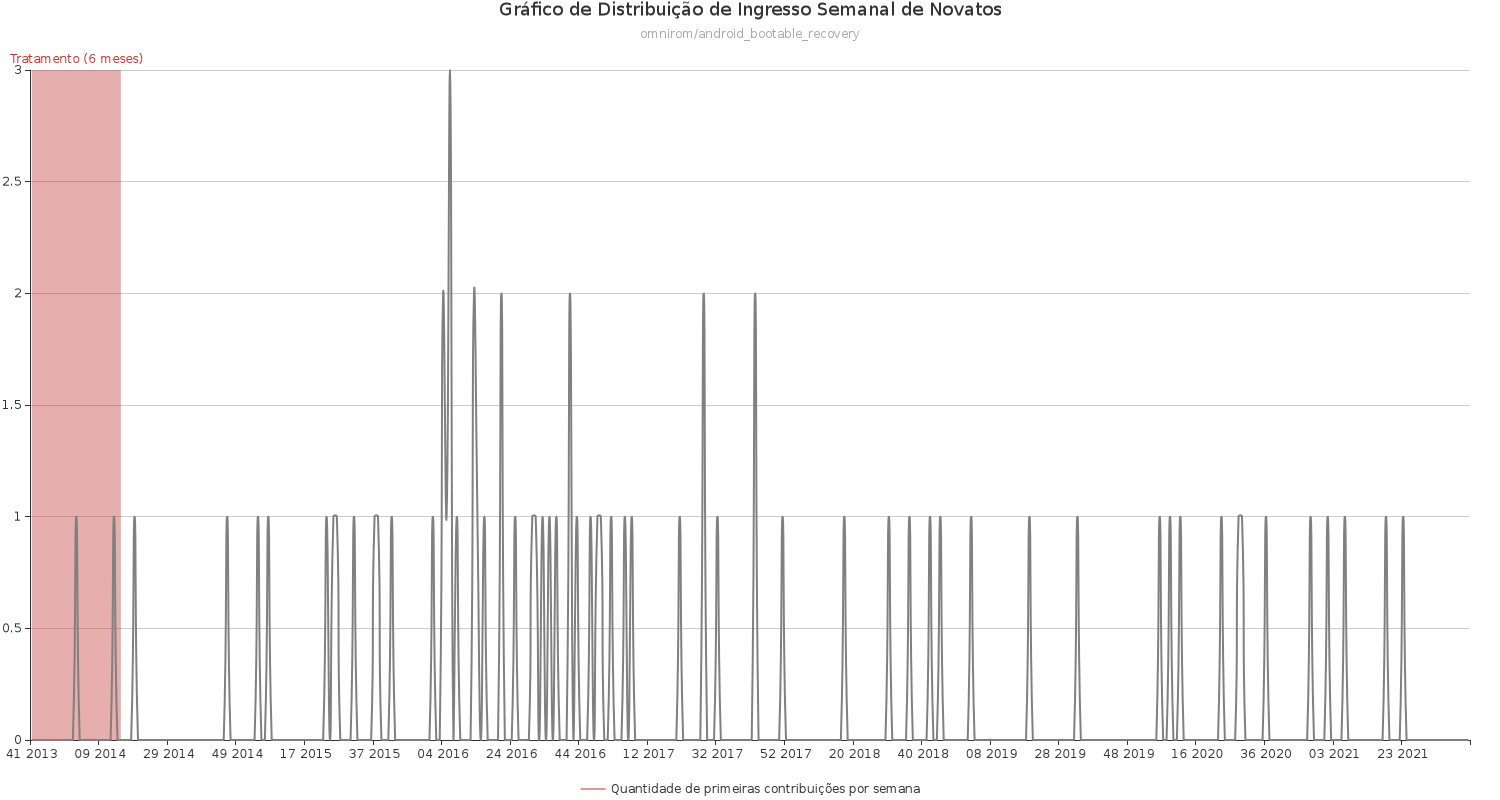 Gráfico de Distribuição de Ingresso Semanal de Novatos
omnirom/android_bootable_recovery
Tratamento (6 meses)
3
2.5
2
1.5
1
0.5
0
41 2013 09 2014 29 2014 49 2014 17 2015 37 2015 04 2016 24 2016 44 2016 12 2017 32 2017 52 2017 20 2018 40 2018 08 2019 28 2019 48 2019 16 2020 36 2020 03 2021 23 2021
Quantidade de primeiras contribuições por semana